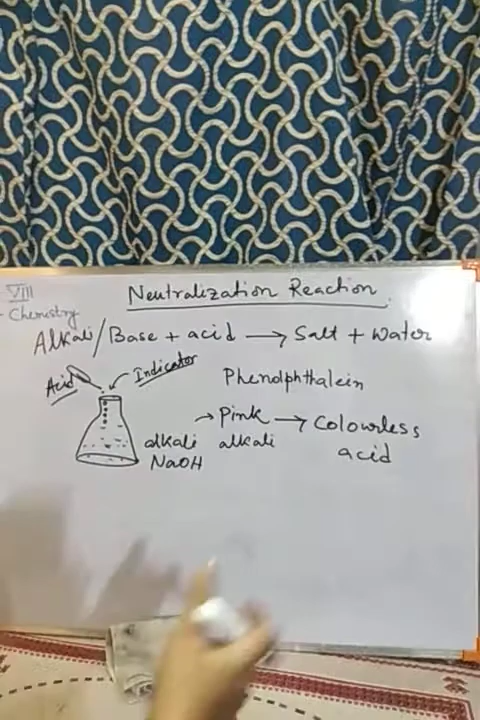 VIII
Chemistry
Neutralization Reaction
Alkali/Base + acid → Salt + Water
Acid
Indicator
Phenolphthalein
→ Pink → Colourless
alkali alkali acid
NaOH